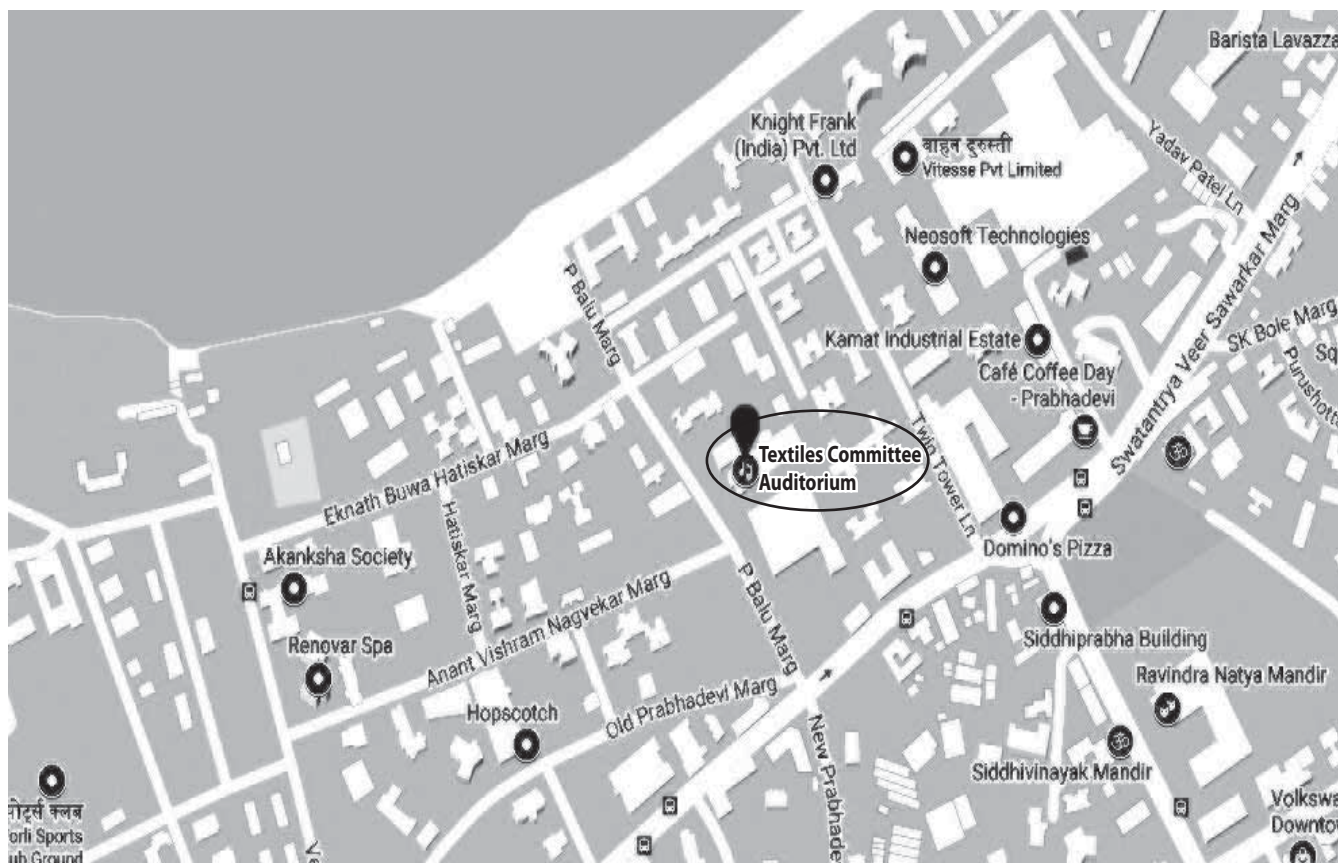 Barista Lavazza
Knight Frank
(India) Pvt. Ltd
वाहन दुरुस्ती
Vitesse Pvt Limited
Yadav Patel Ln
Neosoft Technologies
P Balu Marg
Swatantrya Veer Sawarkar Marg
SK Bole Marg
Kamat Industrial Estate
Café Coffee Day
- Prabhadevi
Textiles Committee
Auditorium
Twin Tower Ln
Eknath Buwa Hatiskar Marg
Hatiskar Marg
Domino's Pizza
Akanksha Society
Anant Vishram Nagvekar Marg
P Balu Marg
Siddhiprabha Building
Renovar Spa
Ravindra Natya Mandir
Old Prabhadevi Marg
Hopscotch
New Prabhade
Siddhivinayak Mandir